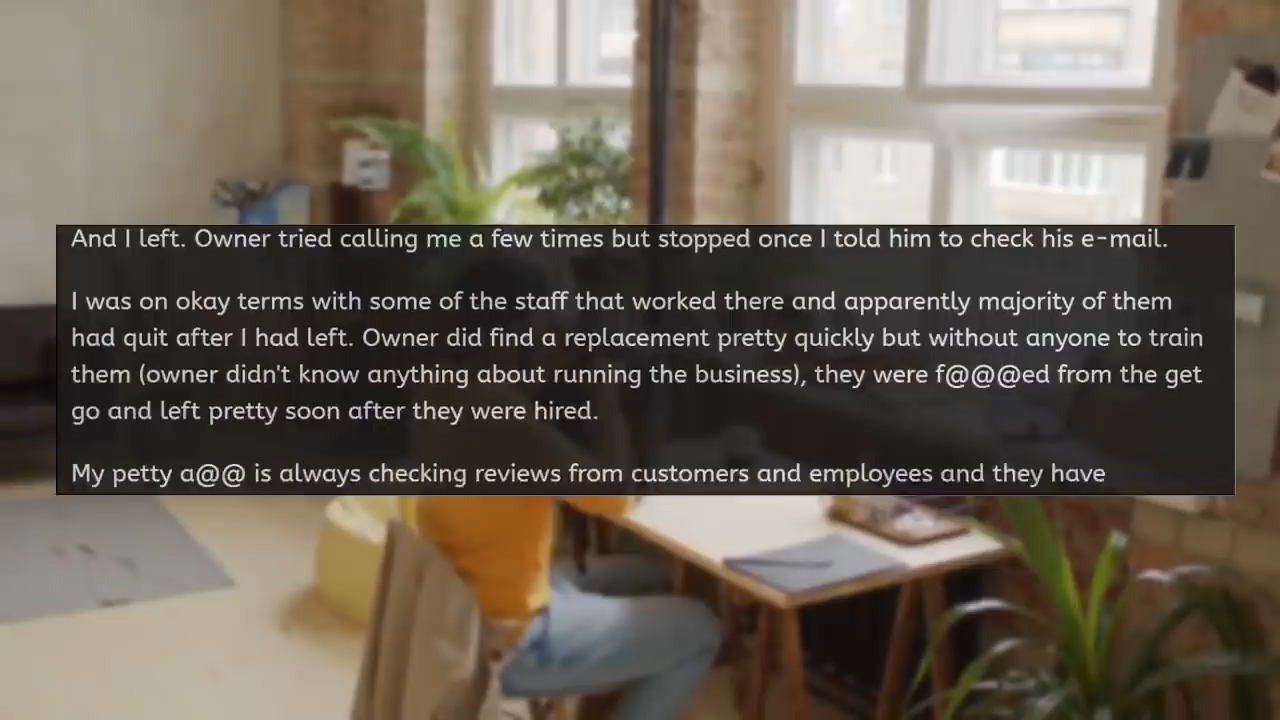 And I left. Owner tried calling me a few times but stopped once I told him to check his e-mail.
I was on okay terms with some of the staff that worked there and apparently majority of them
had quit after I had left. Owner did find a replacement pretty quickly but without anyone to train
them (owner didn't know anything about running the business), they were f@@@ed from the get
go and left pretty soon after they were hired.
My petty a@@ is always checking reviews from customers and employees and they have